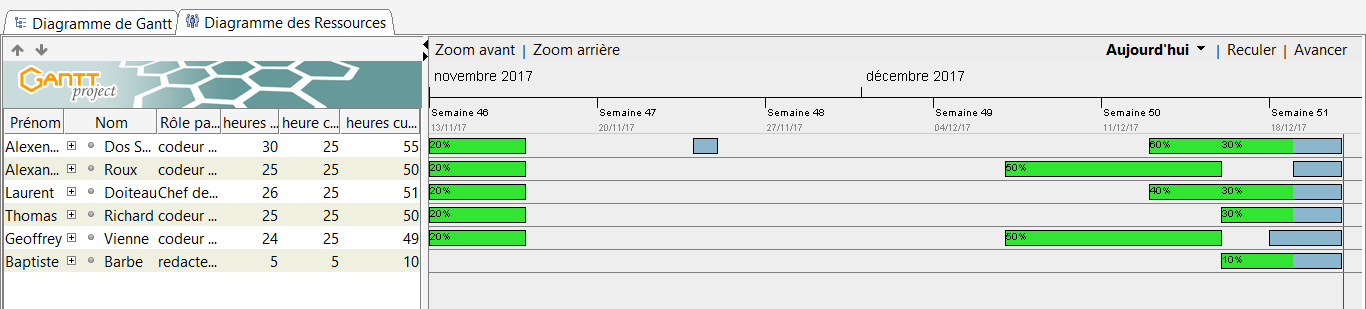 Diagramme de Gantt Diagramme des Ressources
Zoom avant | Zoom arrière Aujourd'hui | Reculer | Avancer
GANTT project
novembre 2017 décembre 2017
Semaine 46 Semaine 47 Semaine 48 Semaine 49 Semaine 50 Semaine 51
13/11/17 20/11/17 27/11/17 04/12/17 11/12/17 18/12/17
Prénom Nom Rôle pa... heures ... heure c... heures cu...
Alexen... Dos S... codeur ... 30 25 55 20% 60% 30%
Alexan... Roux codeur ... 25 25 50 20% 50%
Laurent Doiteau Chef de... 26 25 51 20% 40% 30%
Thomas Richard codeur ... 25 25 50 20% 30%
Geoffrey Vienne codeur ... 24 25 49 20% 50%
Baptiste Barbe redacte... 5 5 10 10%